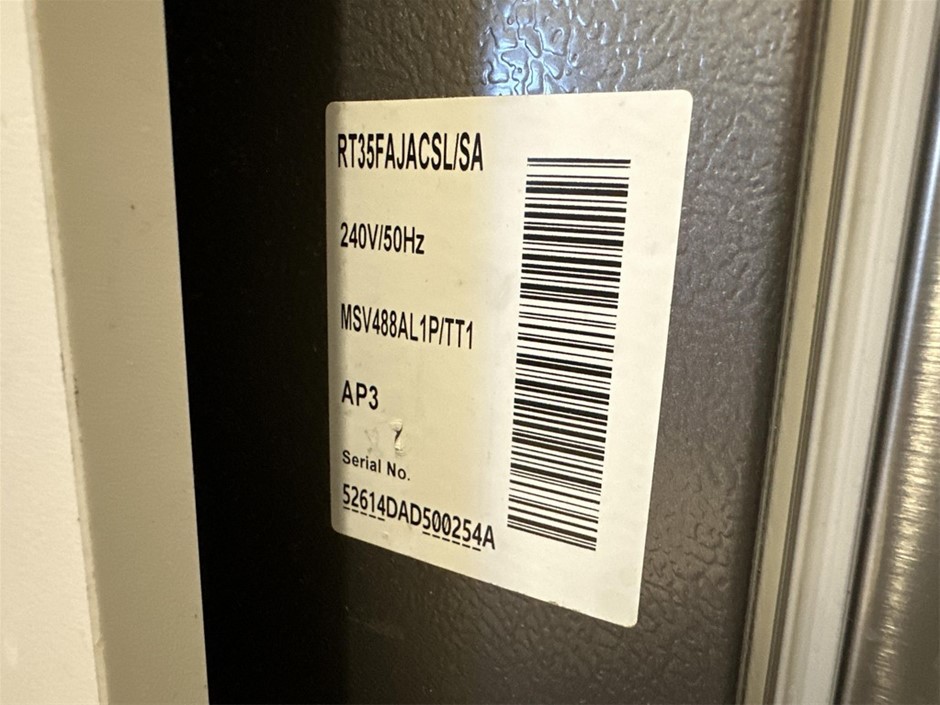 RT35FAJACSL/SA
240V/50Hz
MSV488AL1P/TT1
AP3
Serial No.
52614DAD500254A